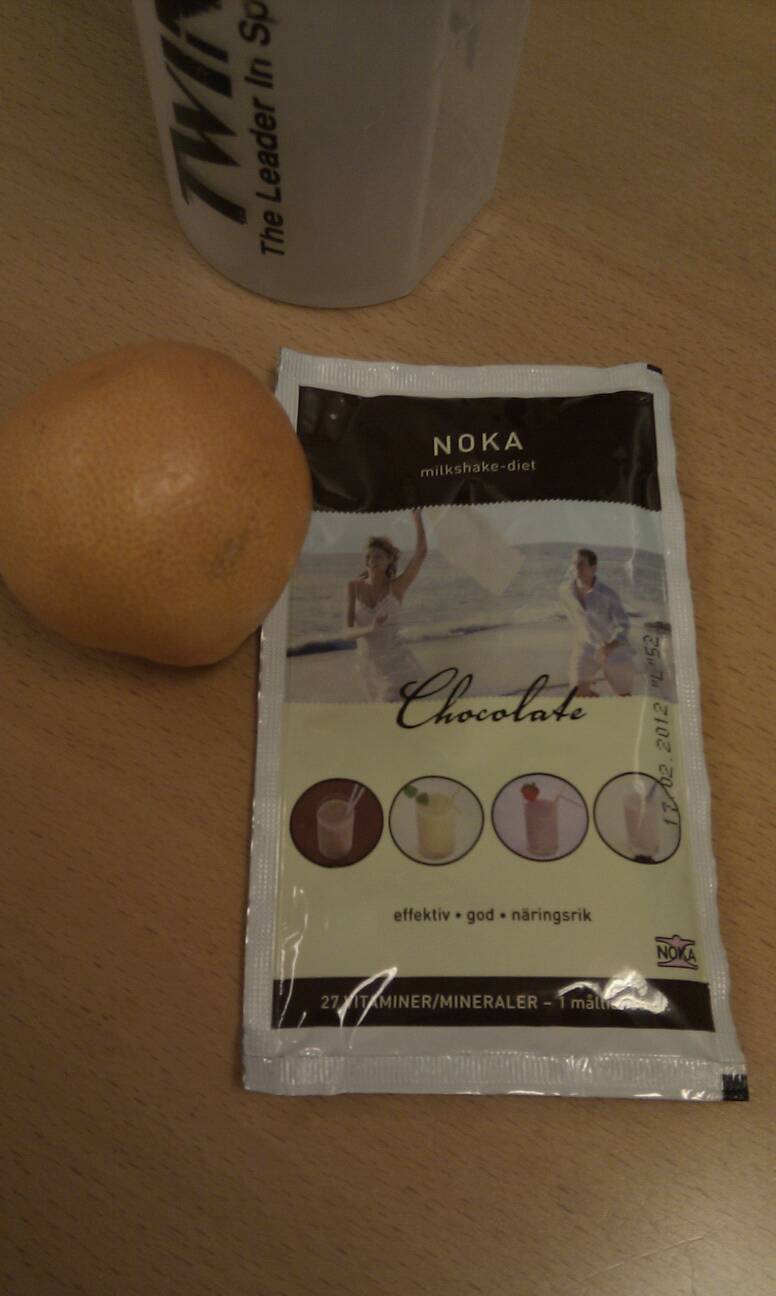 TWIN
The Leader In Sp
NOKA
milkshake-diet
Chocolate
17.02.2012 "L"52
effektiv • god • näringsrik
NOKA
27 VITAMINER/MINERALER – 1